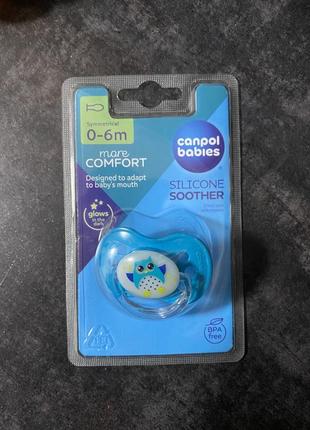 Symmetrical
0-6m
more
COMFORT
Designed to adapt
to baby's mouth
glows
in the dark
canpol
babies
SILICONE
SOOTHER
BPA
free